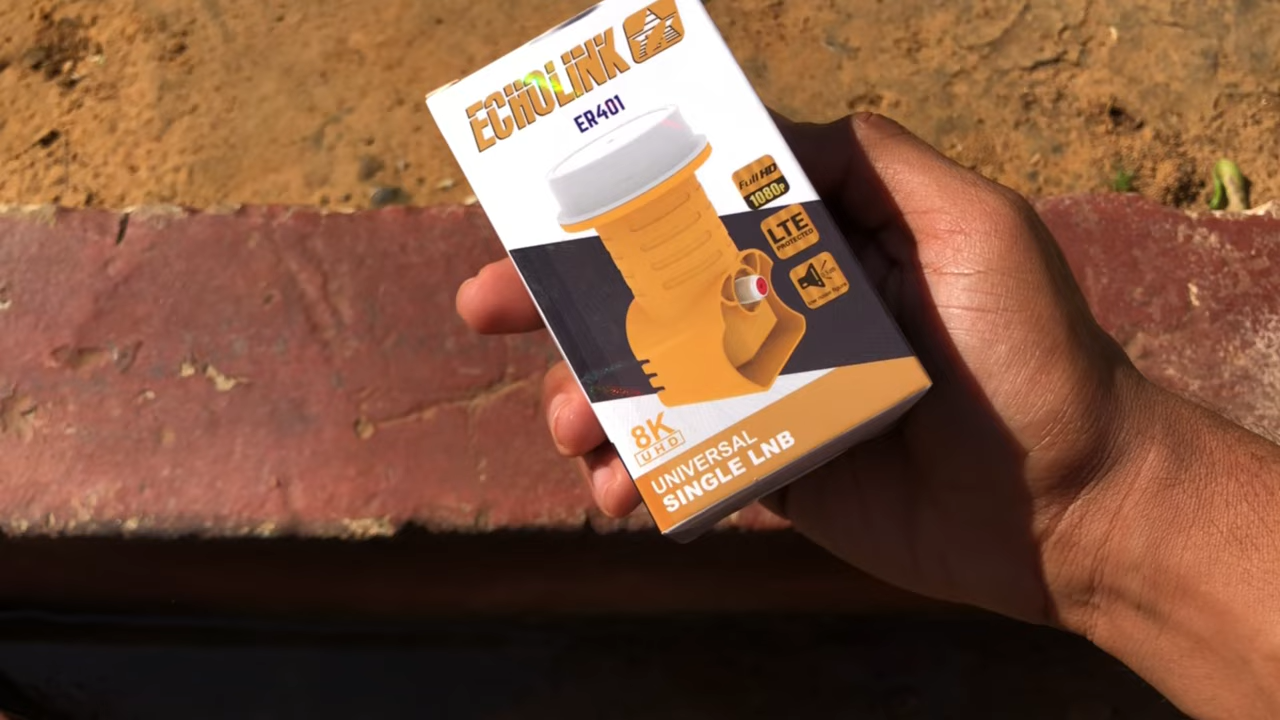 ECHOLINK
ER401
Full HD
1080P
LTE
PROTECTED
8K
UHD
UNIVERSAL
SINGLE LNB